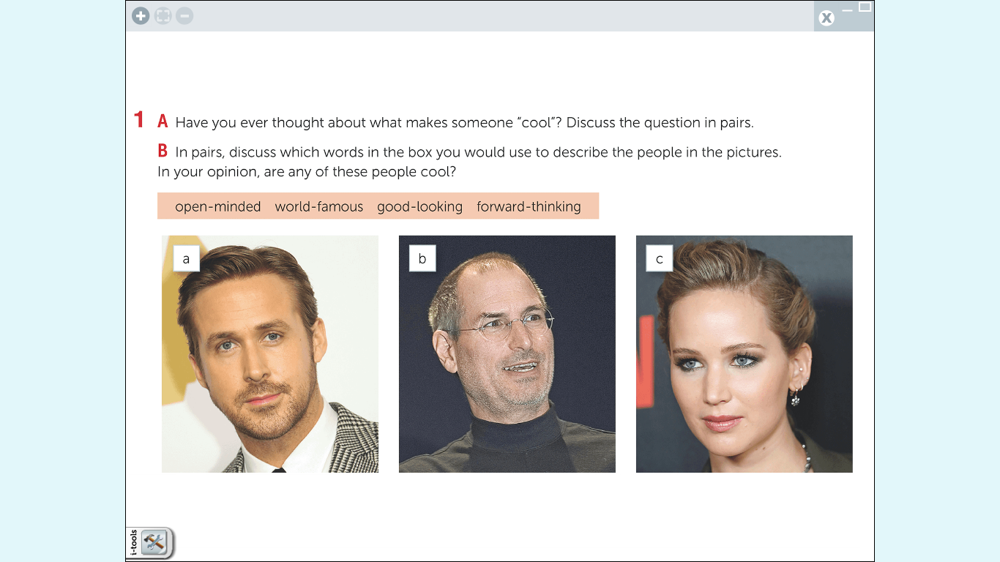 X
1 A Have you ever thought about what makes someone “cool”? Discuss the question in pairs.
B In pairs, discuss which words in the box you would use to describe the people in the pictures.
In your opinion, are any of these people cool?
open-minded world-famous good-looking forward-thinking
a
b
c
i-tools